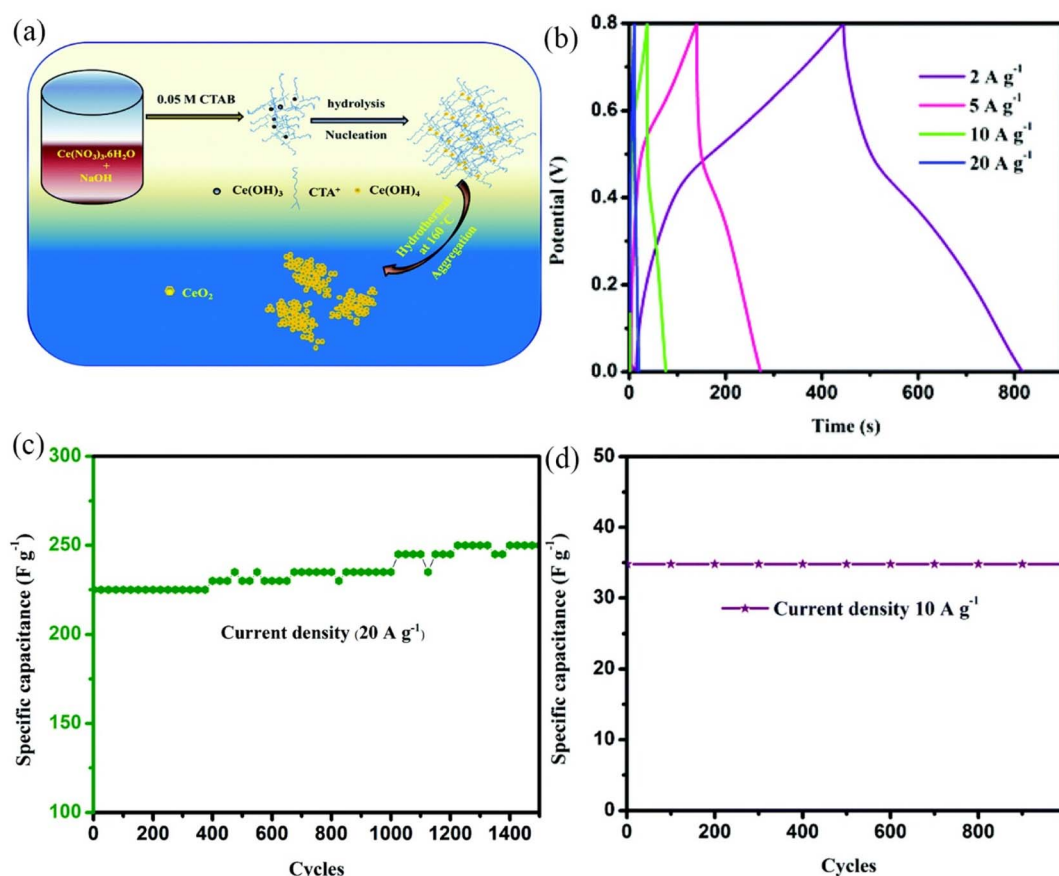 (a)
0.05 M CTAB
hydrolysis
Nucleation
Ce(NO₃)₃.6H₂O
+
NaOH
Ce(OH)₃
CTA⁺
Ce(OH)₄
Hydrothermal
at 160 °C
Aggregation
CeO₂
(b)
0.8
0.6
0.4
0.2
0.0
Potential (V)
2 A g⁻¹
5 A g⁻¹
10 A g⁻¹
20 A g⁻¹
0 200 400 600 800
Time (s)
(c)
300
250
225
175
150
125
100
Specific capacitance (F g⁻¹)
Current density (20 A g⁻¹)
0 200 400 600 800 1000 1200 1400
Cycles
(d)
50
40
30
20
10
0
Specific capacitance (F g⁻¹)
Current density 10 A g⁻¹
0 200 400 600 800
Cycles